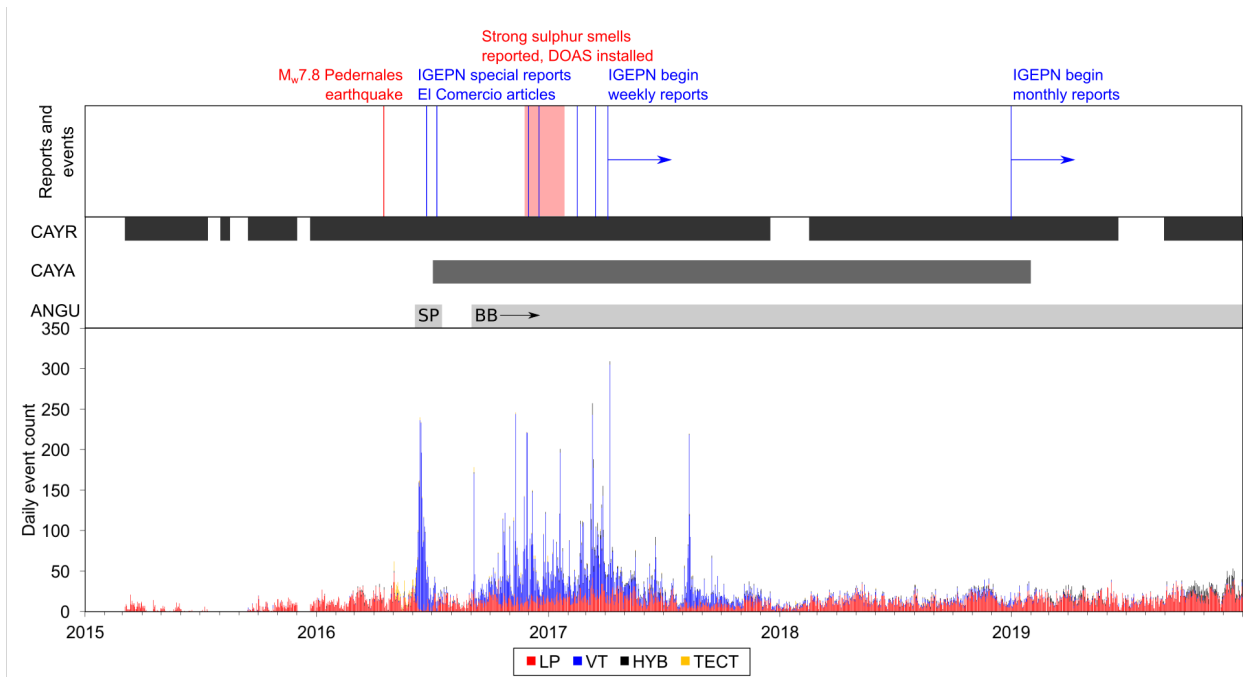 Strong sulphur smells
reported, DOAS installed
Mw7.8 Pedernales
earthquake
IGEPN special reports
El Comercio articles
IGEPN begin
weekly reports
IGEPN begin
monthly reports
Reports and
events
CAYR
CAYA
ANGU
SP
BB
Daily event count
350
300
250
200
150
100
50
0
2015
2016
2017
2018
2019
LP
VT
HYB
TECT